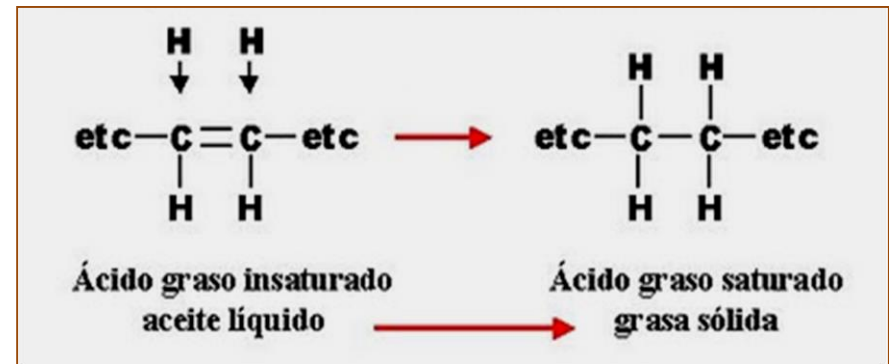 H H
H H
etc—C=C—etc etc—C—C—etc
H H H H
Ácido graso insaturado Ácido graso saturado
aceite líquido grasa sólida